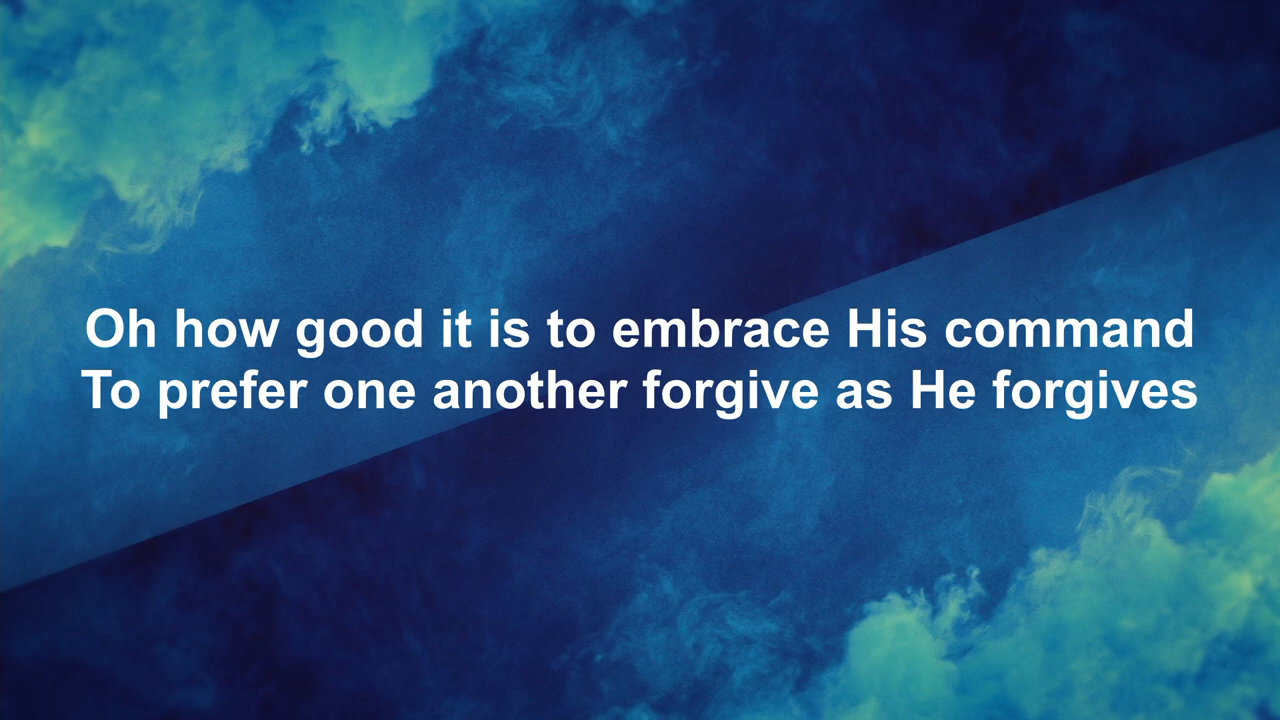 Oh how good it is to embrace His command
To prefer one another forgive as He forgives